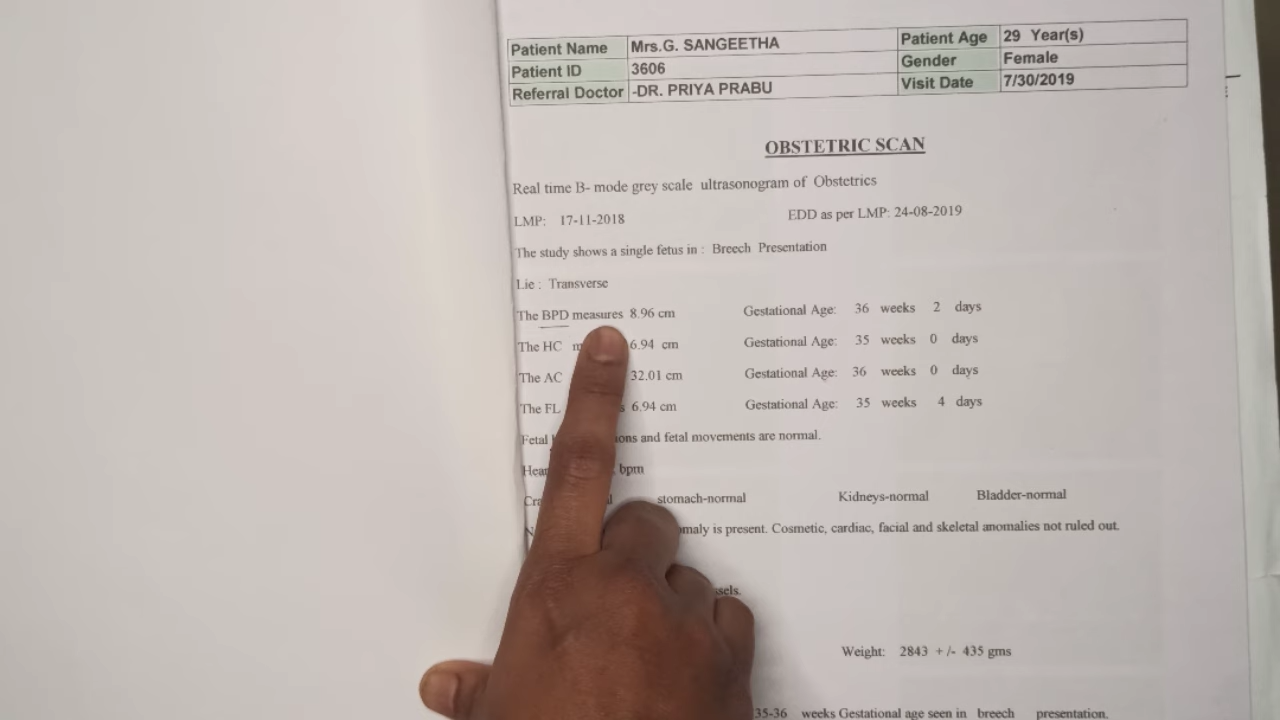 Patient Name Mrs.G. SANGEETHA Patient Age 29 Year(s)
Patient ID 3606 Gender Female
Referral Doctor -DR. PRIYA PRABU Visit Date 7/30/2019
OBSTETRIC SCAN
Real time B- mode grey scale ultrasonogram of Obstetrics
LMP: 17-11-2018 EDD as per LMP: 24-08-2019
The study shows a single fetus in : Breech Presentation
Lie : Transverse
The BPD measures 8.96 cm Gestational Age: 36 weeks 2 days
The HC 6.94 cm Gestational Age: 35 weeks 0 days
The AC 32.01 cm Gestational Age: 36 weeks 0 days
The FL 6.94 cm Gestational Age: 35 weeks 4 days
Fetal and fetal movements are normal.
bpm
stomach-normal Kidneys-normal Bladder-normal
is present. Cosmetic, cardiac, facial and skeletal anomalies not ruled out.
Weight: 2843 +/- 435 gms
35-36 weeks Gestational age seen in breech presentation.